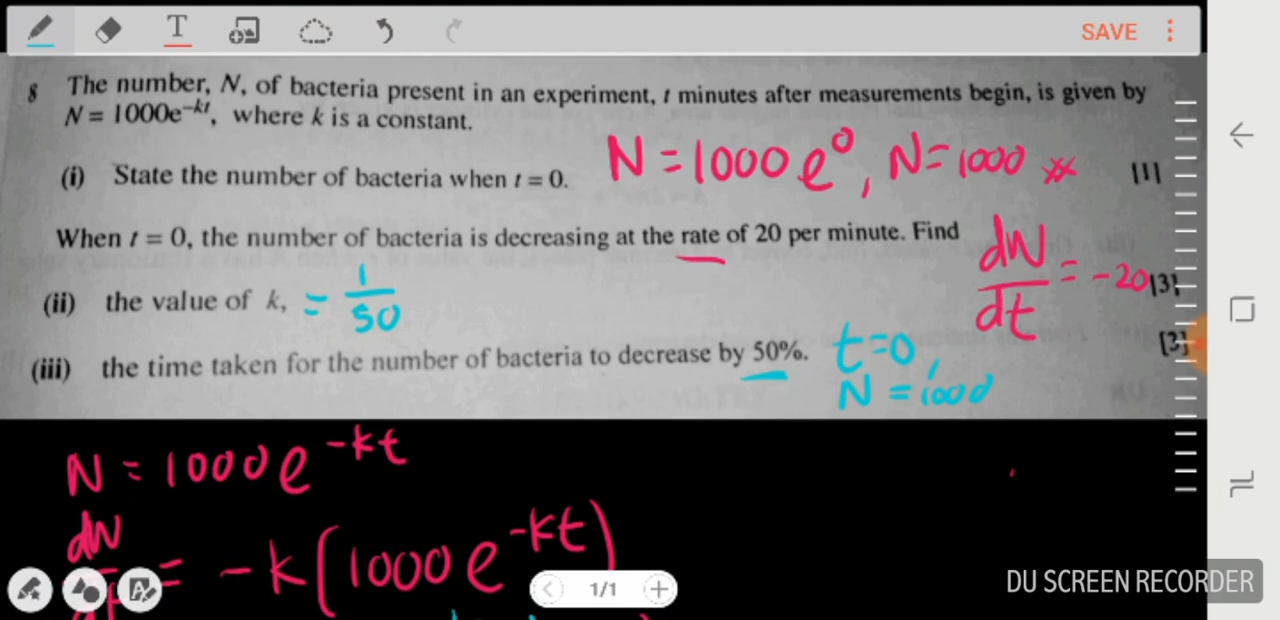 T SAVE
8 The number, N, of bacteria present in an experiment, t minutes after measurements begin, is given by
N = 1000e^-kt, where k is a constant.
N = 1000 e^0, N = 1000
(i) State the number of bacteria when t = 0. [1]
When t = 0, the number of bacteria is decreasing at the rate of 20 per minute. Find
dN/dt = -20
(ii) the value of k, = 1/50 [3]
(iii) the time taken for the number of bacteria to decrease by 50%. [3]
t=0,
N = 1000
N = 1000 e^-kt
dN
= -k(1000 e^-kt)
1/1
DU SCREEN RECORDER